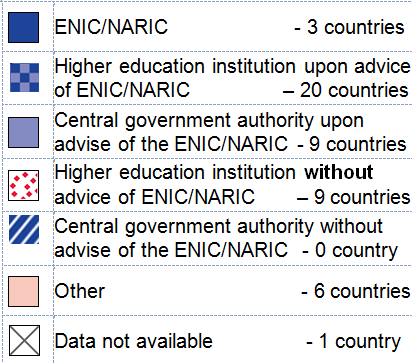 ENIC/NARIC - 3 countries
Higher education institution upon advice
of ENIC/NARIC – 20 countries
Central government authority upon
advise of the ENIC/NARIC - 9 countries
Higher education institution without
advice of ENIC/NARIC – 9 countries
Central government authority without
advise of the ENIC/NARIC - 0 country
Other - 6 countries
Data not available - 1 country